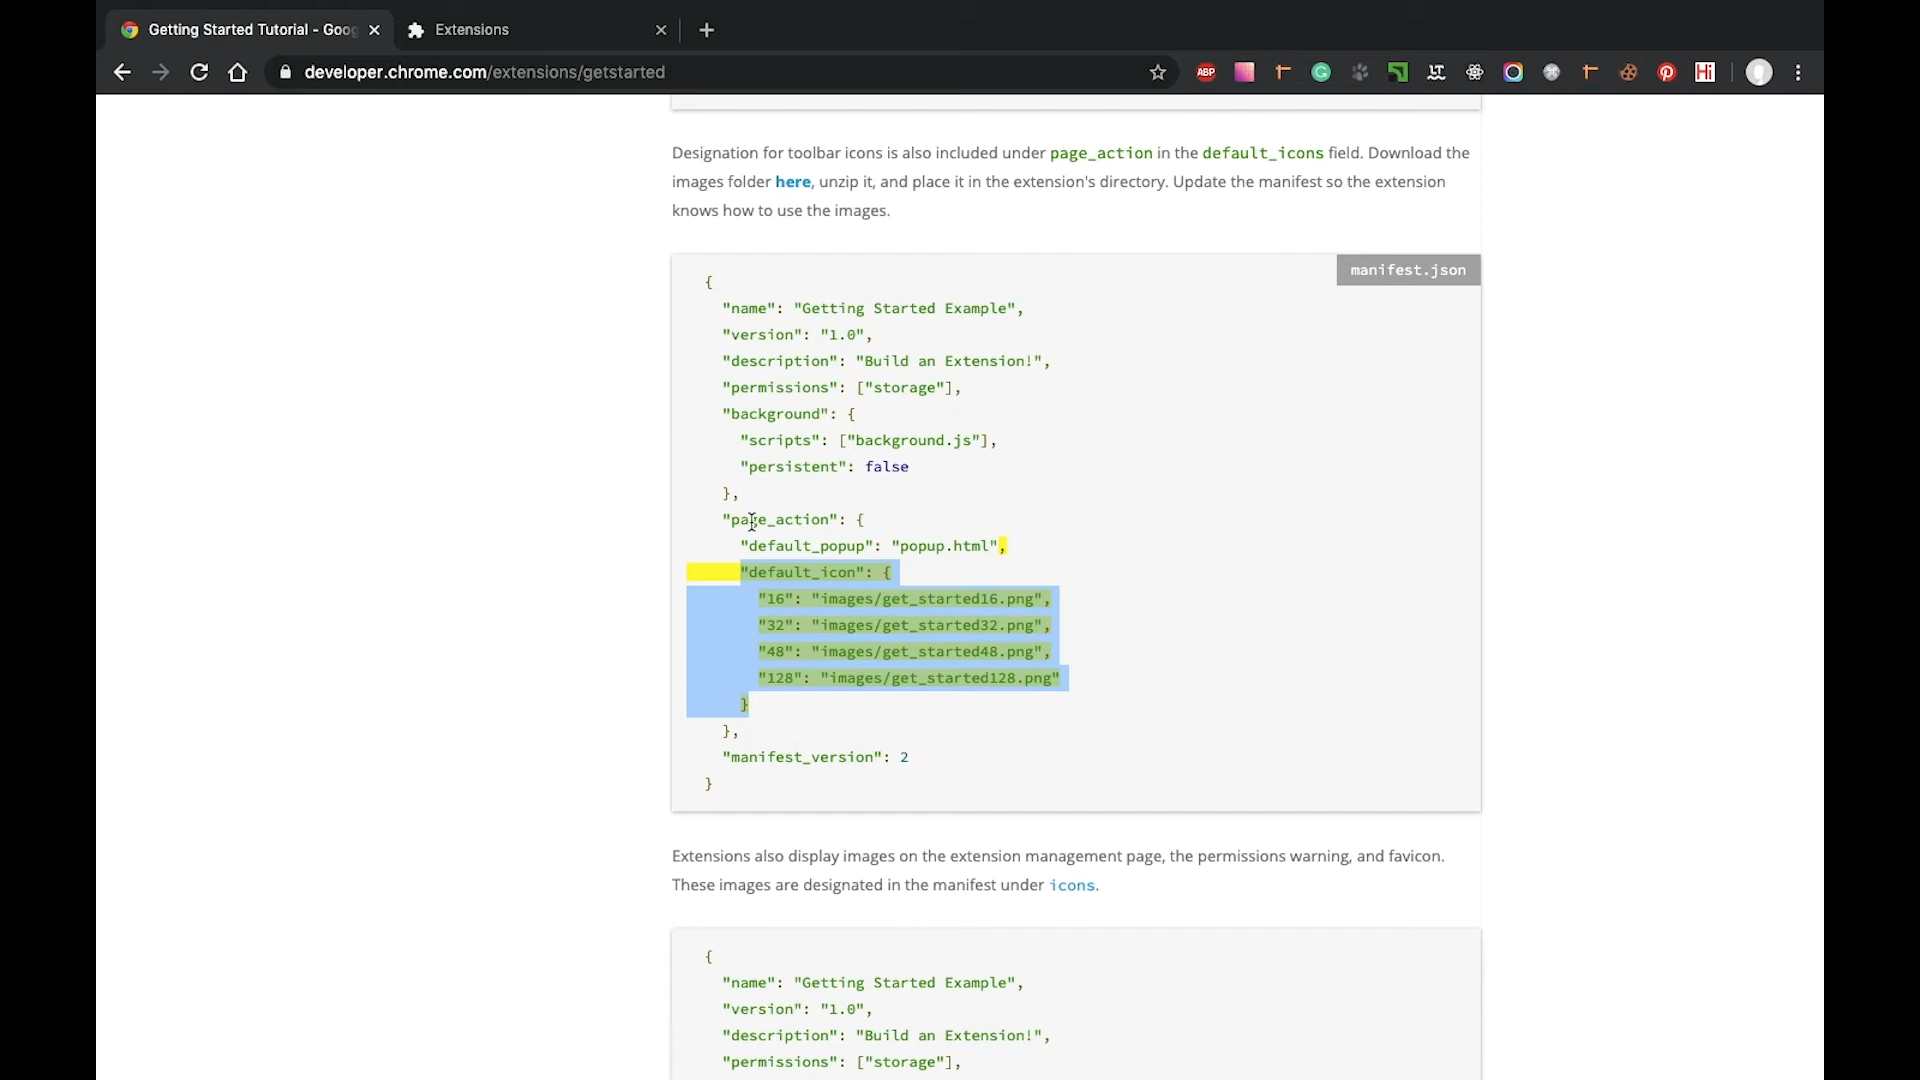 Getting Started Tutorial - Goog
Extensions
developer.chrome.com/extensions/getstarted
ABP
Hi
Designation for toolbar icons is also included under page_action in the default_icons field. Download the
images folder here, unzip it, and place it in the extension's directory. Update the manifest so the extension
knows how to use the images.
manifest.json
{
"name": "Getting Started Example",
"version": "1.0",
"description": "Build an Extension!",
"permissions": ["storage"],
"background": {
"scripts": ["background.js"],
"persistent": false
},
"page_action": {
"default_popup": "popup.html",
"default_icon": {
"16": "images/get_started16.png",
"32": "images/get_started32.png",
"48": "images/get_started48.png",
"128": "images/get_started128.png"
}
},
"manifest_version": 2
}
Extensions also display images on the extension management page, the permissions warning, and favicon.
These images are designated in the manifest under icons.
{
"name": "Getting Started Example",
"version": "1.0",
"description": "Build an Extension!",
"permissions": ["storage"],